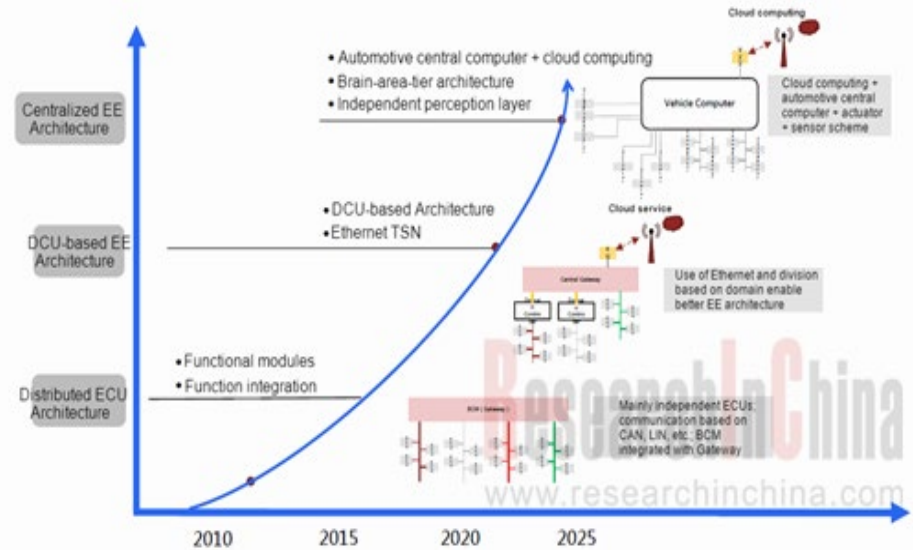 Cloud computing
• Automotive central computer + cloud computing
• Brain-area-tier architecture
• Independent perception layer
Centralized EE
Architecture
Vehicle Computer
Cloud computing +
automotive central
computer + actuator
+ sensor scheme
• DCU-based Architecture
• Ethernet TSN
DCU-based EE
Architecture
Cloud service
Central Gateway
Use of Ethernet and division
based on domain enable
better EE architecture
• Functional modules
• Function integration
Distributed ECU
Architecture
BCM ( Gateway )
Mainly independent ECUs;
communication based on
CAN, LIN, etc.; BCM
integrated with Gateway
ResearchInChina
www.researchinchina.com
2010
2015
2020
2025